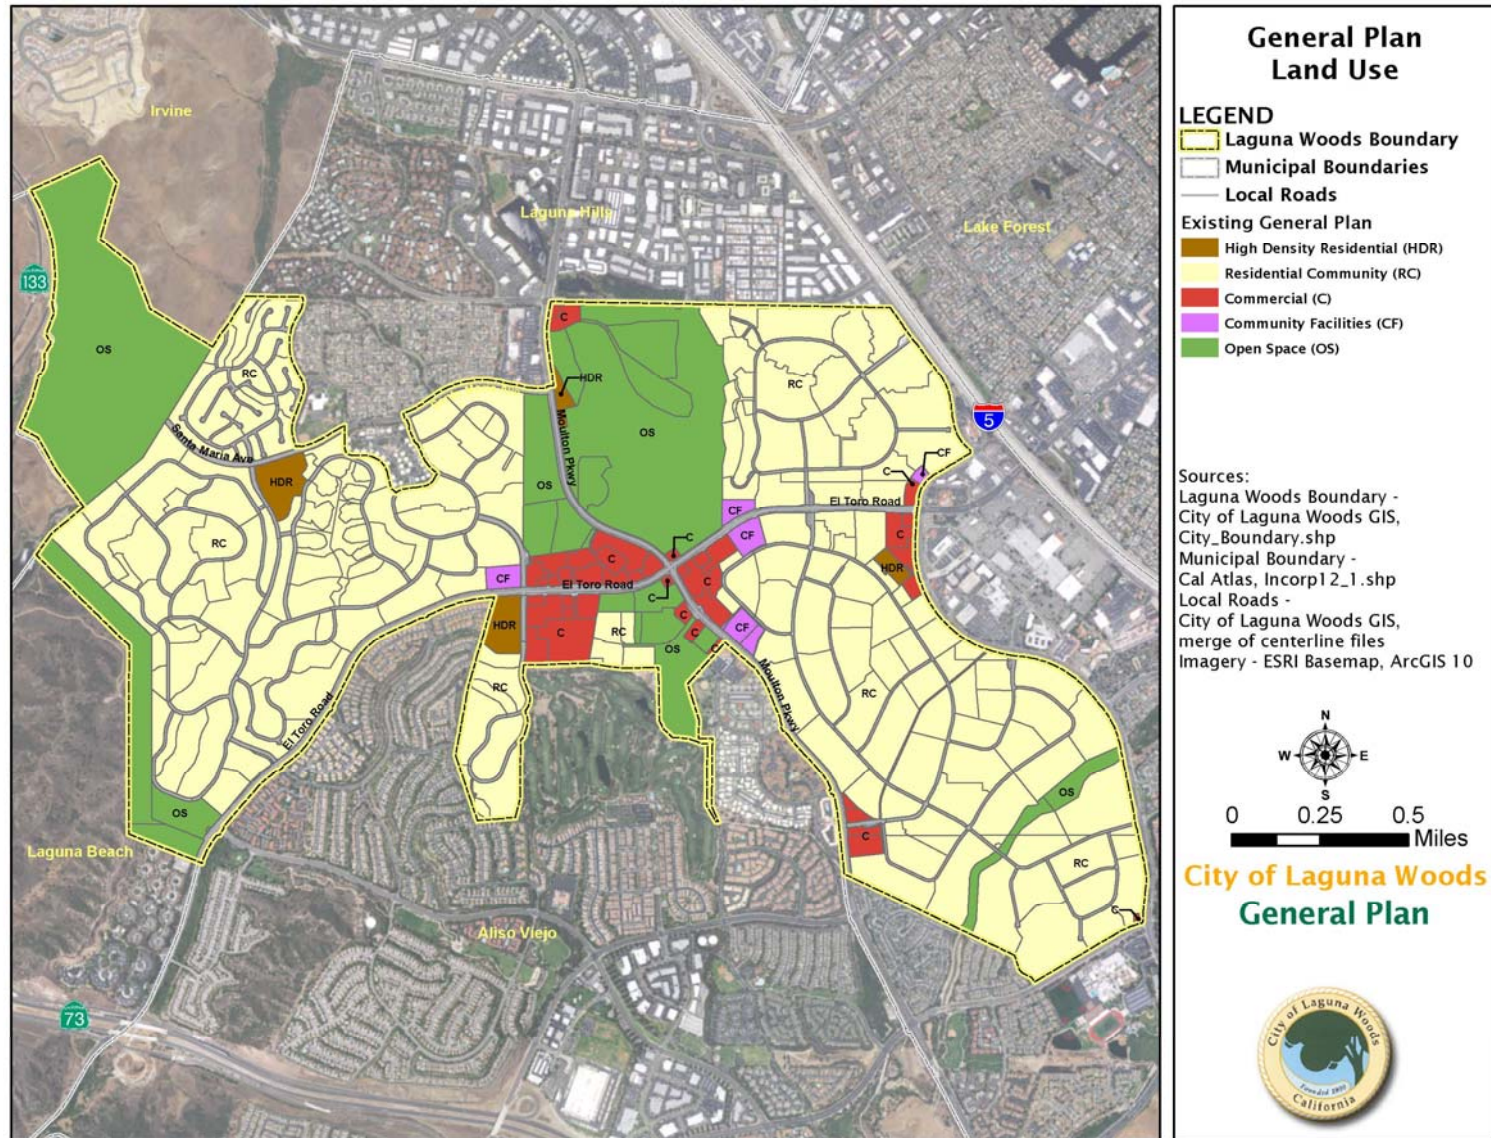 General Plan
Land Use
LEGEND
Laguna Woods Boundary
Municipal Boundaries
Local Roads
Existing General Plan
High Density Residential (HDR)
Residential Community (RC)
Commercial (C)
Community Facilities (CF)
Open Space (OS)
Sources:
Laguna Woods Boundary -
City of Laguna Woods GIS,
City_Boundary.shp
Municipal Boundary -
Cal Atlas, Incorp12_1.shp
Local Roads -
City of Laguna Woods GIS,
merge of centerline files
Imagery - ESRI Basemap, ArcGIS 10
N
W E
S
0 0.25 0.5
Miles
City of Laguna Woods
General Plan
City of Laguna Woods
Founded 1999
California
Irvine
Laguna Hills
Lake Forest
133
OS
RC
C
HDR
Moulton Pkwy
OS
RC
5
Santa Maria Ave
HDR
OS
C
CF
El Toro Road
RC
CF
CF
C
C
C
HDR
CF
El Toro Road
C
C
HDR
C
RC
C
C
C
CF
OS
RC
RC
Moulton Pkwy
El Toro Road
OS
OS
C
RC
C
Laguna Beach
Aliso Viejo
73